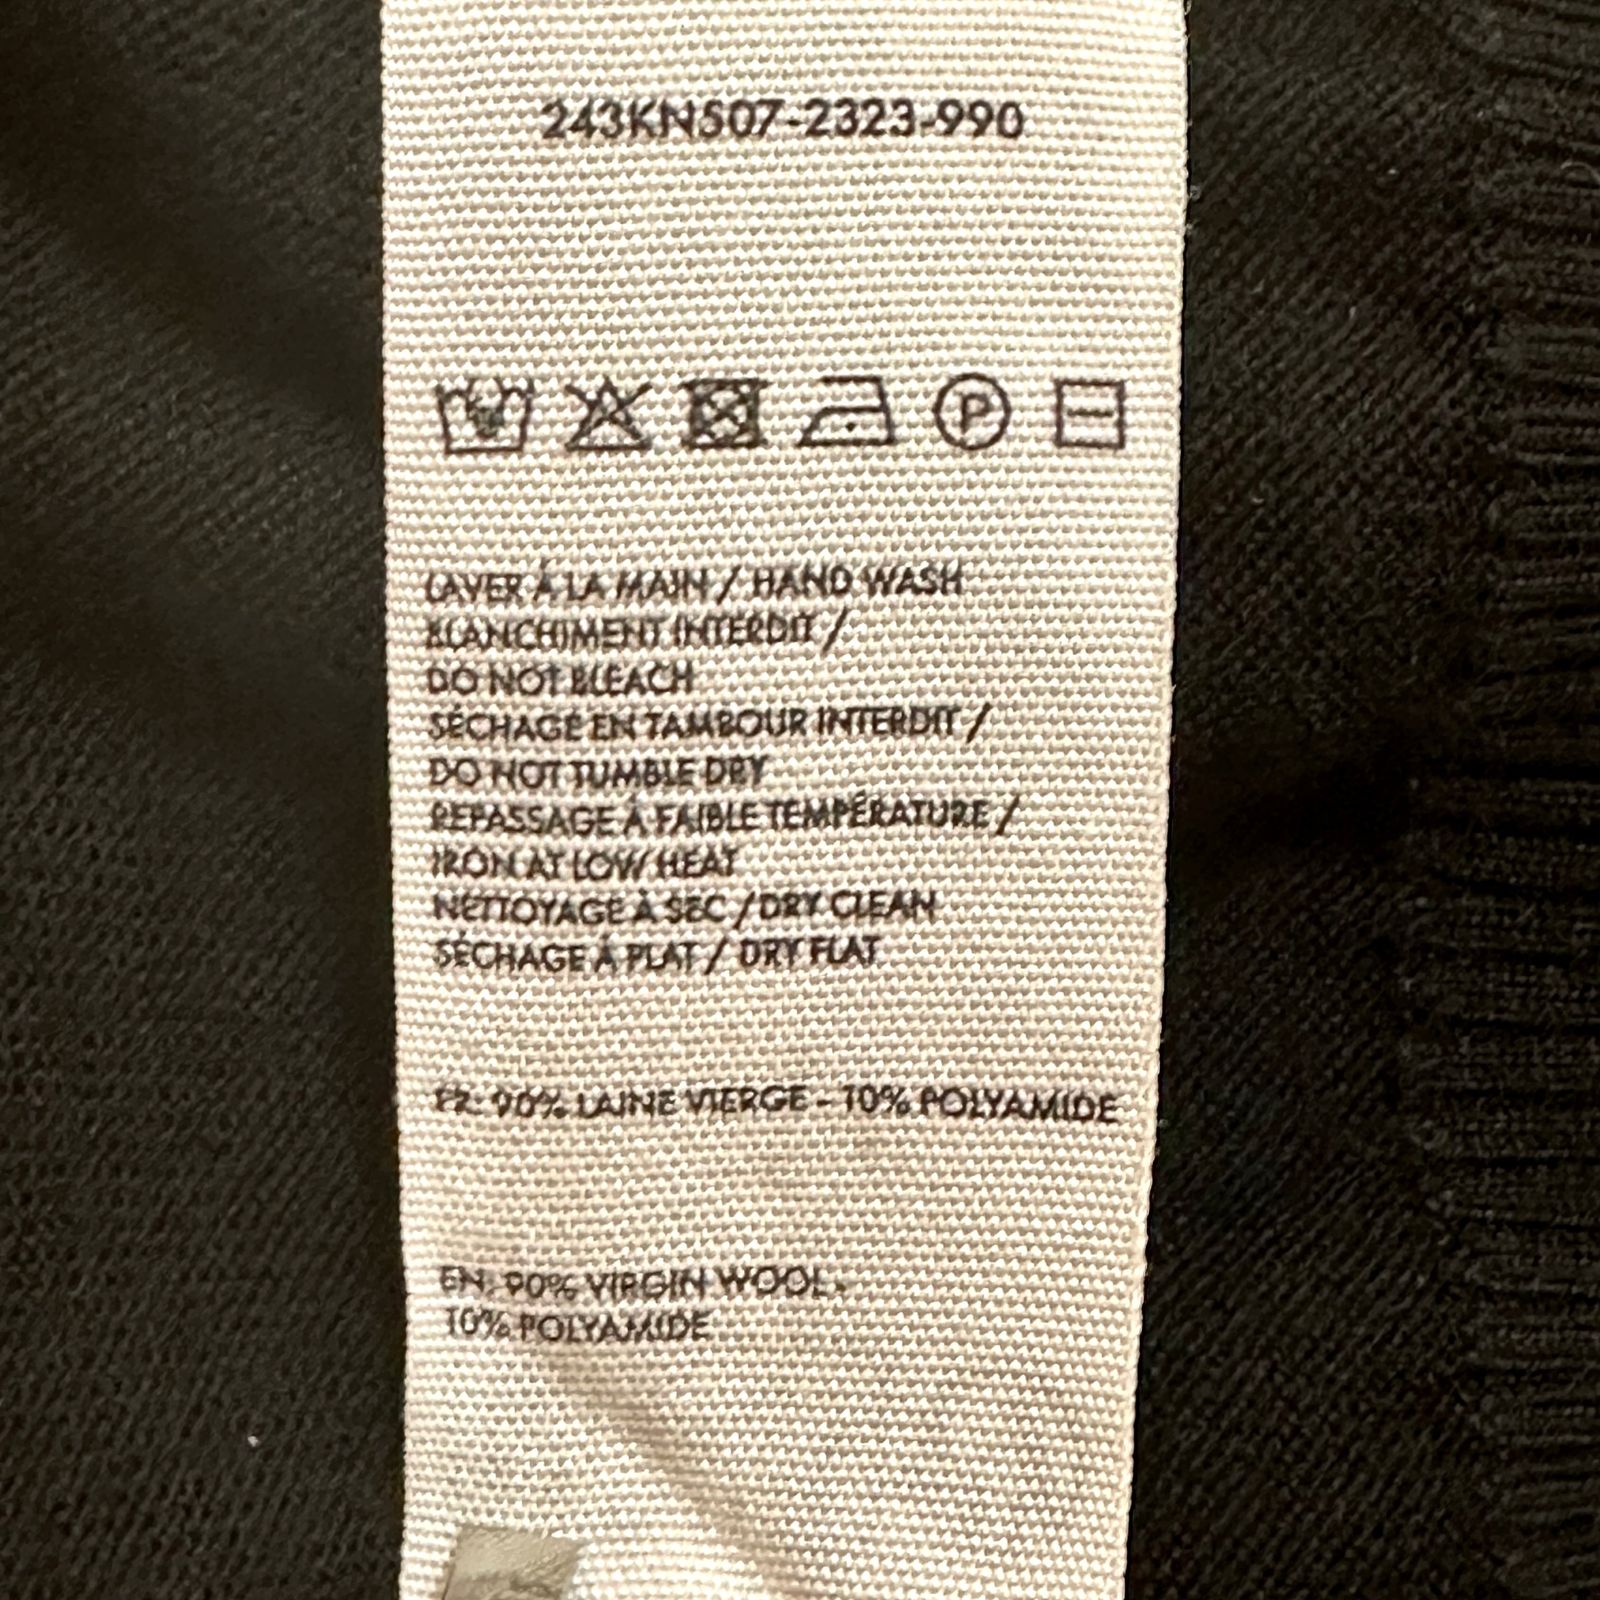 243KN507-2323-990
P
LAVER À LA MAIN / HAND WASH
BLANCHIMENT INTERDIT /
DO NOT BLEACH
SÉCHAGE EN TAMBOUR INTERDIT /
DO NOT TUMBLE DRY
REPASSAGE À FAIBLE TEMPÉRATURE /
IRON AT LOW HEAT
NETTOYAGE À SEC / DRY CLEAN
SÉCHAGE À PLAT / DRY FLAT
FR: 90% LAINE VIERGE - 10% POLYAMIDE
EN: 90% VIRGIN WOOL -
10% POLYAMIDE